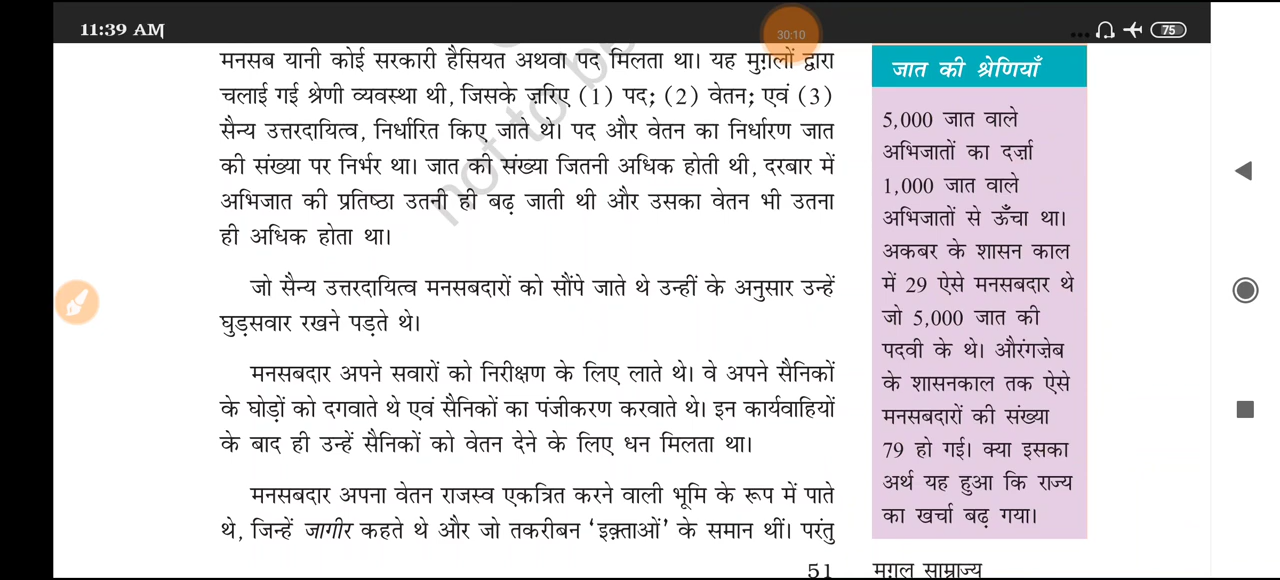 11:39 AM
30:10
75
मनसब यानी कोई सरकारी हैसियत अथवा पद मिलता था। यह मुग़लों द्वारा
चलाई गई श्रेणी व्यवस्था थी, जिसके ज़रिए (1) पद; (2) वेतन; एवं (3)
सैन्य उत्तरदायित्व, निर्धारित किए जाते थे। पद और वेतन का निर्धारण जात
की संख्या पर निर्भर था। जात की संख्या जितनी अधिक होती थी, दरबार में
अभिजात की प्रतिष्ठा उतनी ही बढ़ जाती थी और उसका वेतन भी उतना
ही अधिक होता था।
जो सैन्य उत्तरदायित्व मनसबदारों को सौंपे जाते थे उन्हीं के अनुसार उन्हें
घुड़सवार रखने पड़ते थे।
मनसबदार अपने सवारों को निरीक्षण के लिए लाते थे। वे अपने सैनिकों
के घोड़ों को दगवाते थे एवं सैनिकों का पंजीकरण करवाते थे। इन कार्यवाहियों
के बाद ही उन्हें सैनिकों को वेतन देने के लिए धन मिलता था।
मनसबदार अपना वेतन राजस्व एकत्रित करने वाली भूमि के रूप में पाते
थे, जिन्हें जागीर कहते थे और जो तकरीबन ‘इक़्ताओं’ के समान थीं। परंतु
not to be
जात की श्रेणियाँ
5,000 जात वाले
अभिजातों का दर्ज़ा
1,000 जात वाले
अभिजातों से ऊँचा था।
अकबर के शासन काल
में 29 ऐसे मनसबदार थे
जो 5,000 जात की
पदवी के थे। औरंगज़ेब
के शासनकाल तक ऐसे
मनसबदारों की संख्या
79 हो गई। क्या इसका
अर्थ यह हुआ कि राज्य
का खर्चा बढ़ गया।
51
मुग़ल साम्राज्य